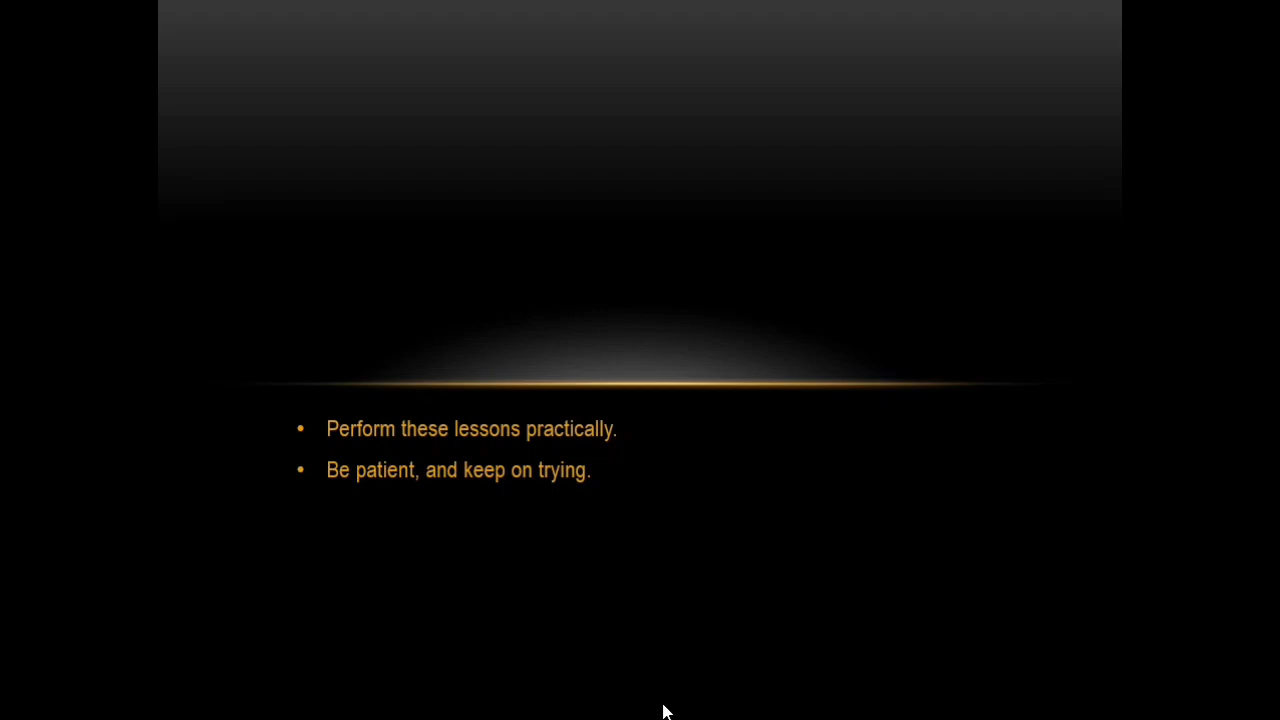 • Perform these lessons practically.
• Be patient, and keep on trying.